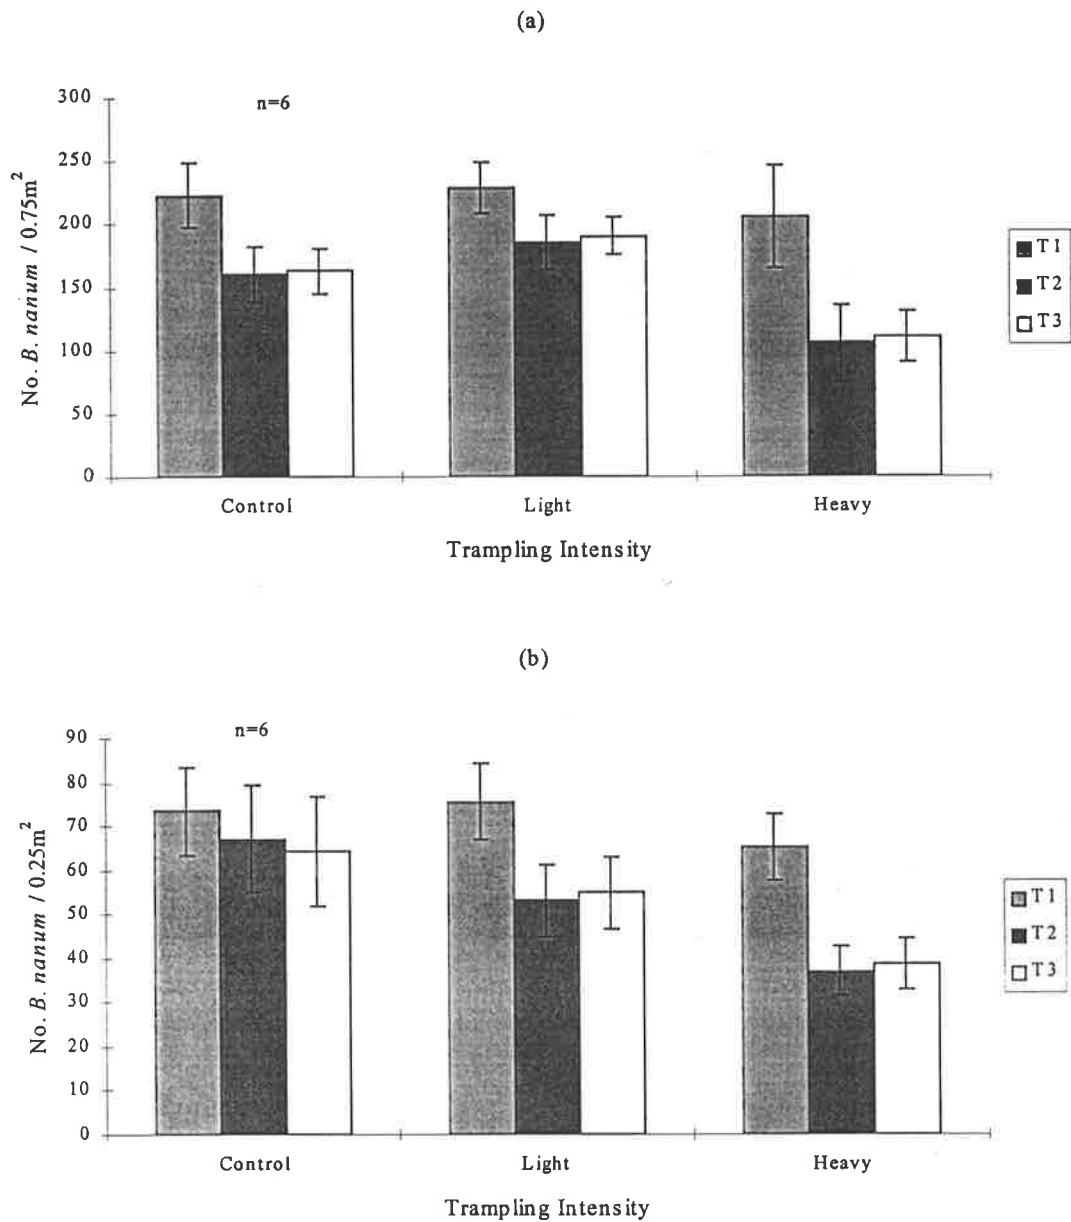 (a)
No. B. nanum / 0.75m²
300
250
200
150
100
50
0
n=6
Control
Light
Heavy
Trampling Intensity
T1
T2
T3
(b)
No. B. nanum / 0.25m²
90
80
70
60
50
40
30
20
10
0
n=6
Control
Light
Heavy
Trampling Intensity
T1
T2
T3